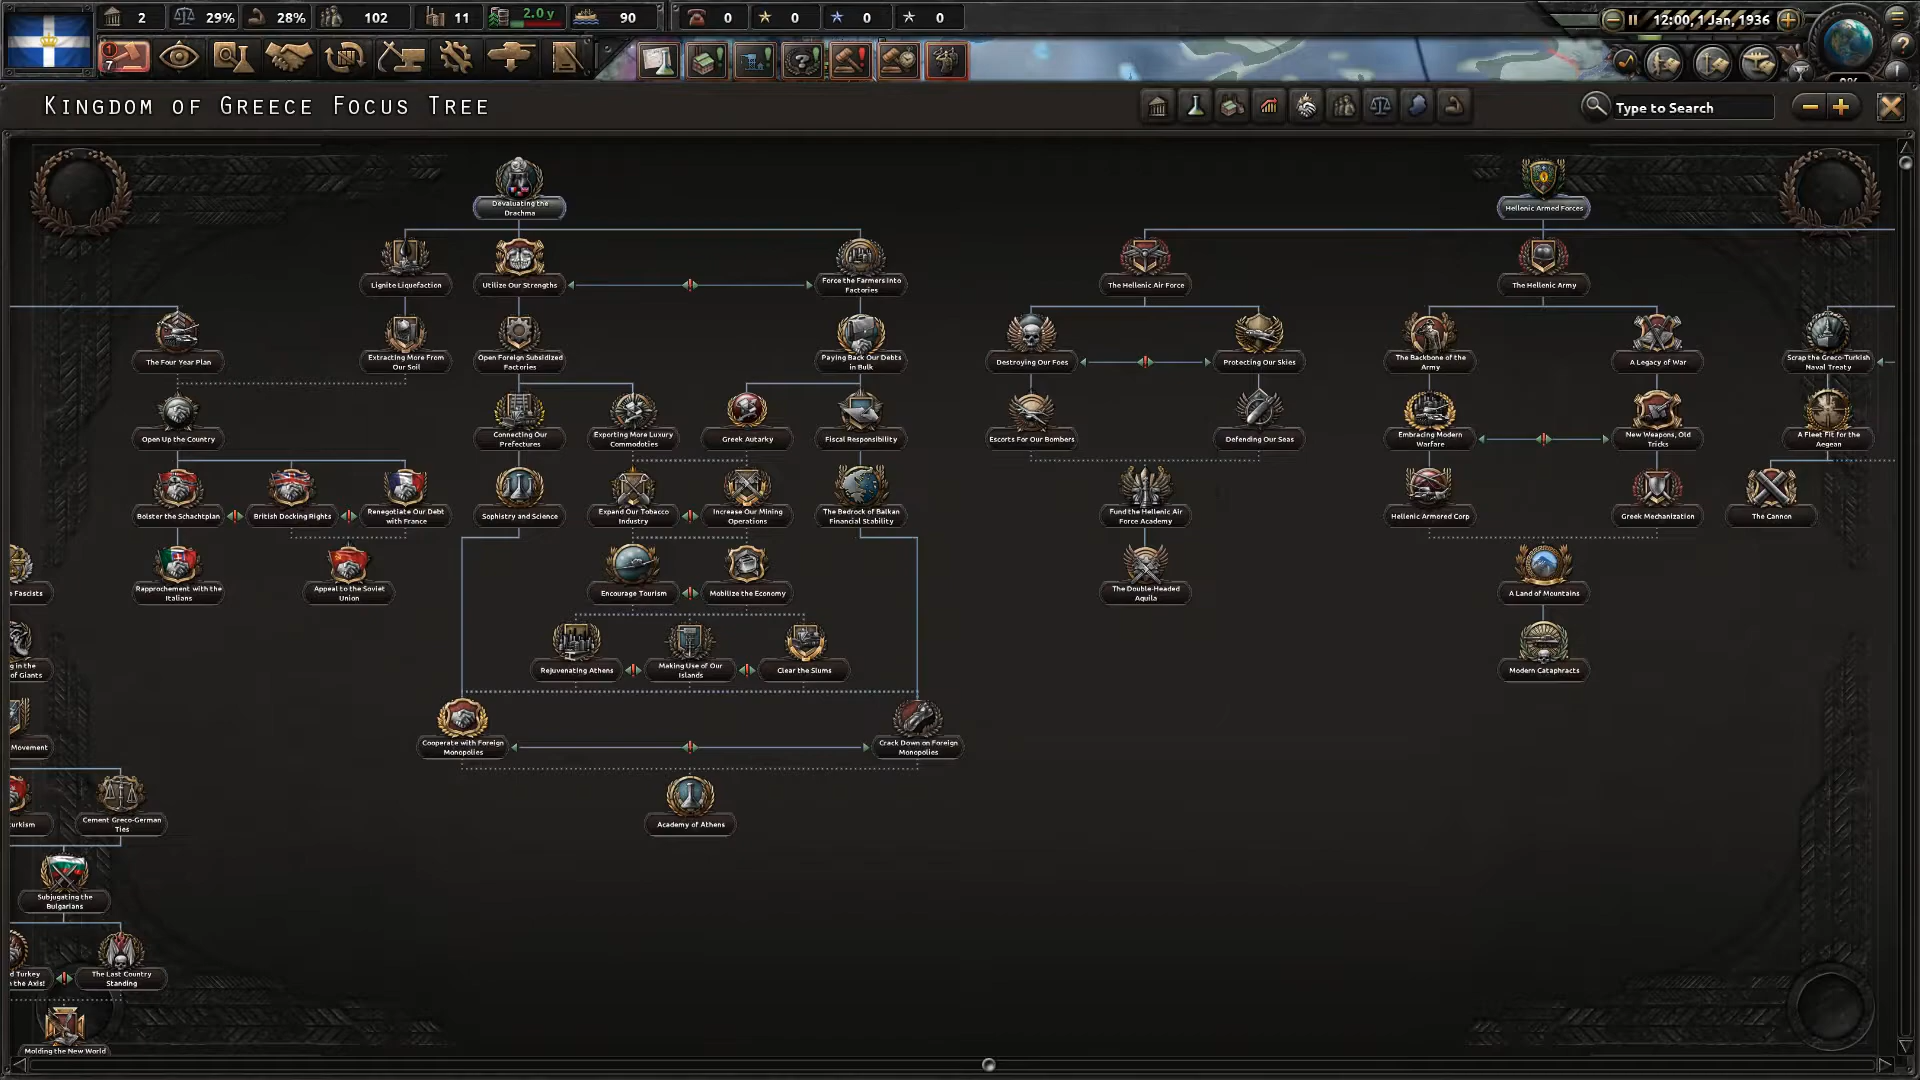 2
29%
28%
102
11
2.0 y
90
0
0
0
0
12:00, 1 Jan, 1936
7
Kingdom of Greece Focus Tree
Type to Search
Devaluating the
Drachma
Hellenic Armed Forces
Lignite Liquefaction
Utilize Our Strengths
Force the Farmers Into
Factories
The Hellenic Air Force
The Hellenic Army
The Four Year Plan
Extracting More From
Our Soil
Open Foreign Subsidized
Factories
Paying Back Our Debts
in Bulk
Destroying Our Foes
Protecting Our Skies
The Backbone of the
Army
A Legacy of War
Scrap the Greco-Turkish
Naval Treaty
Open Up the Country
Connecting Our
Prefectures
Exporting More Luxury
Commodoties
Greek Autarky
Fiscal Responsibility
Escorts For Our Bombers
Defending Our Seas
Embracing Modern
Warfare
New Weapons, Old
Tricks
A Fleet Fit for the
Aegean
Bolster the Schachtplan
British Docking Rights
Renegotiate Our Debt
with France
Sophistry and Science
Expand Our Tobacco
Industry
Increase Our Mining
Operations
The Bedrock of Balkan
Financial Stability
Fund the Hellenic Air
Force Academy
Hellenic Armored Corp
Greek Mechanization
The Cannon
Fascists
Rapprochement with the
Italians
Appeal to the Soviet
Union
Encourage Tourism
Mobilize the Economy
The Double-Headed
Aquila
A Land of Mountains
in the
of Giants
Rejuvenating Athens
Making Use of Our
Islands
Clear the Slums
Modern Cataphracts
Movement
Cooperate with Foreign
Monopolies
Crack Down on Foreign
Monopolies
Cement Greco-German
Ties
Academy of Athens
Subjugating the
Bulgarians
Turkey
the Axis!
The Last Country
Standing
Molding the New World